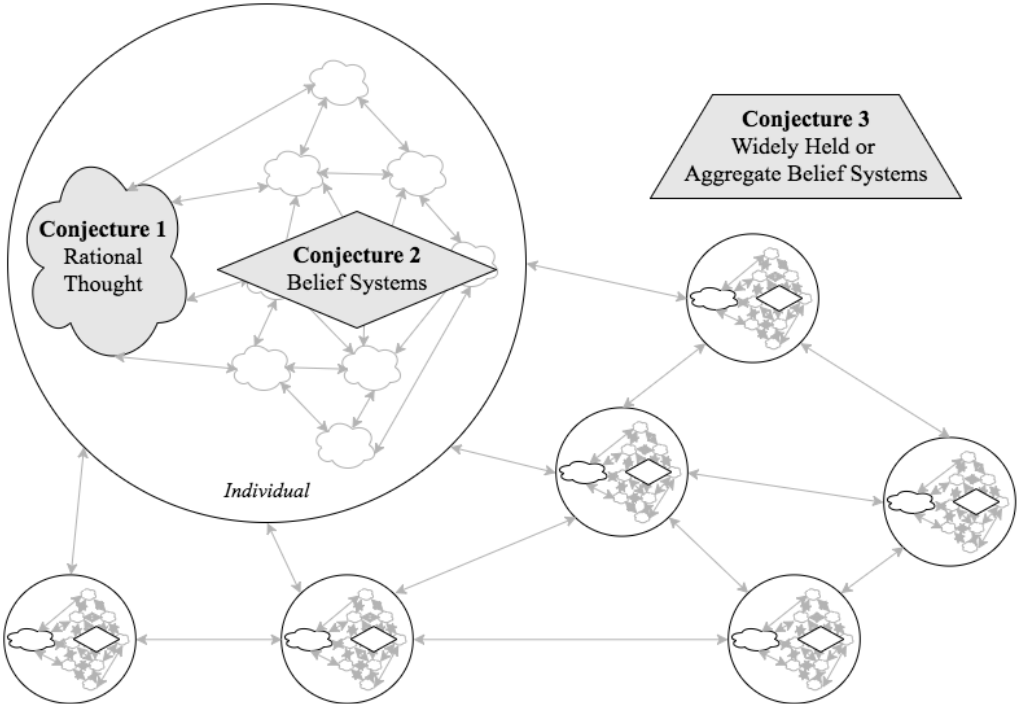 Conjecture 1
Rational
Thought
Conjecture 2
Belief Systems
Individual
Conjecture 3
Widely Held or
Aggregate Belief Systems